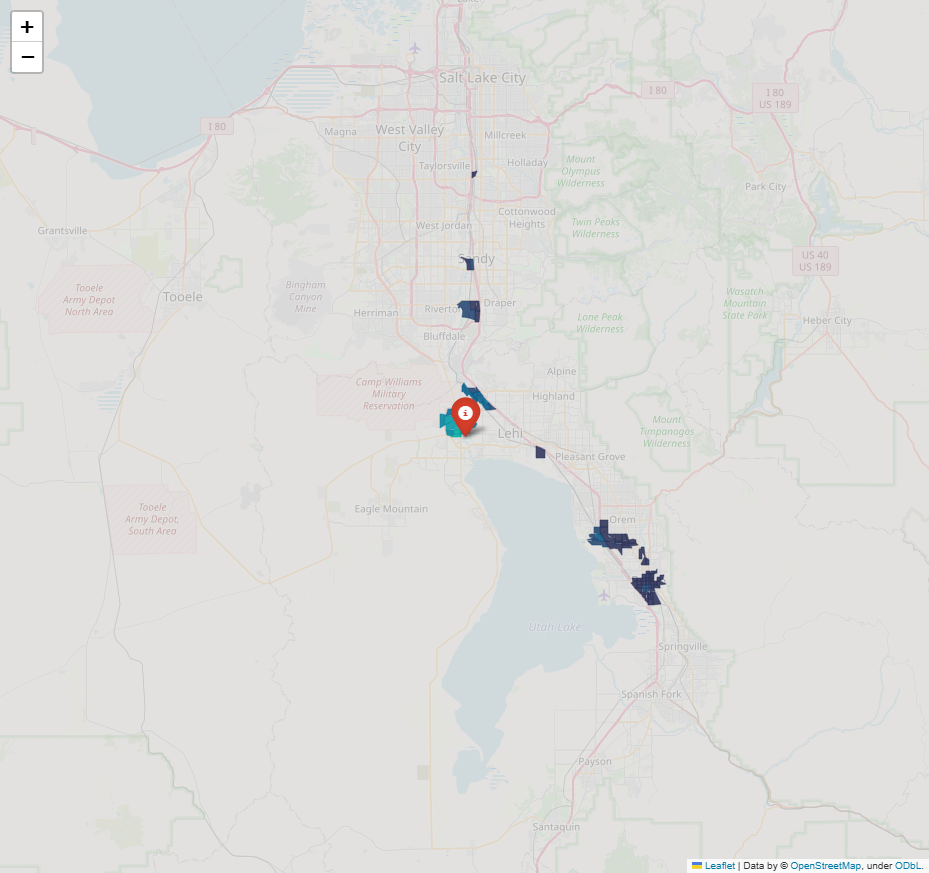 Lake
+
−
Salt Lake City
I 80
I 80
US 189
I 80
Magna
West Valley
City
Millcreek
Taylorsville
Holladay
Mount
Olympus
Wilderness
Park City
Grantsville
West Jordan
Cottonwood
Heights
Twin Peaks
Wilderness
Sandy
US 40
US 189
Tooele
Army Depot
North Area
Tooele
Bingham
Canyon
Mine
Wasatch
Mountain
State Park
Herriman
Riverton
Draper
Lone Peak
Wilderness
Heber City
Bluffdale
Alpine
Camp Williams
Military
Reservation
Highland
i
Lehi
Mount
Timpanogos
Wilderness
Pleasant Grove
Eagle Mountain
Tooele
Army Depot,
South Area
Orem
Utah Lake
Springville
Spanish Fork
Payson
Santaquin
Leaflet | Data by © OpenStreetMap, under ODbL.